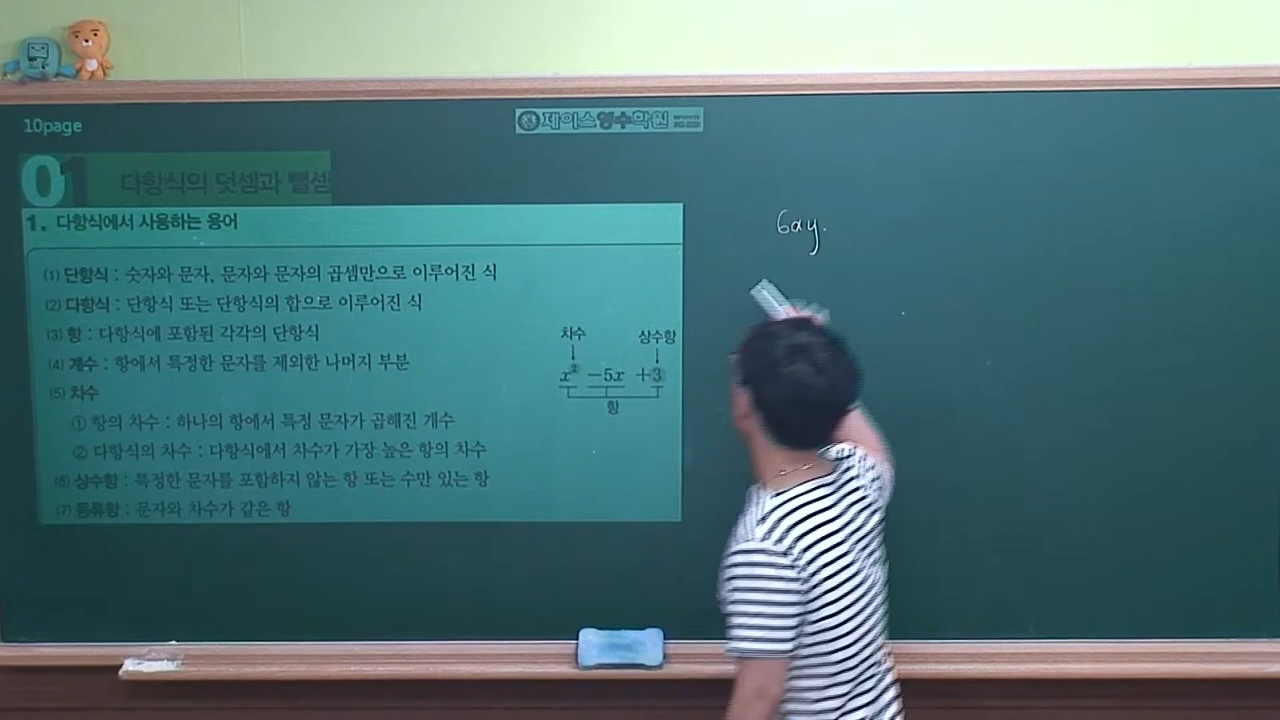 10page
제이스영수학원
01 다항식의 덧셈과 뺄셈
1. 다항식에서 사용하는 용어
(1) 단항식 : 숫자와 문자, 문자와 문자의 곱셈만으로 이루어진 식
(2) 다항식 : 단항식 또는 단항식의 합으로 이루어진 식
(3) 항 : 다항식에 포함된 각각의 단항식
(4) 계수 : 항에서 특정한 문자를 제외한 나머지 부분
(5) 차수
① 항의 차수 : 하나의 항에서 특정 문자가 곱해진 개수
② 다항식의 차수 : 다항식에서 차수가 가장 높은 항의 차수
(6) 상수항 : 특정한 문자를 포함하지 않는 항 또는 수만 있는 항
(7) 동류항 : 문자와 차수가 같은 항
차수 상수항
x² −5x +3
항
6ay.